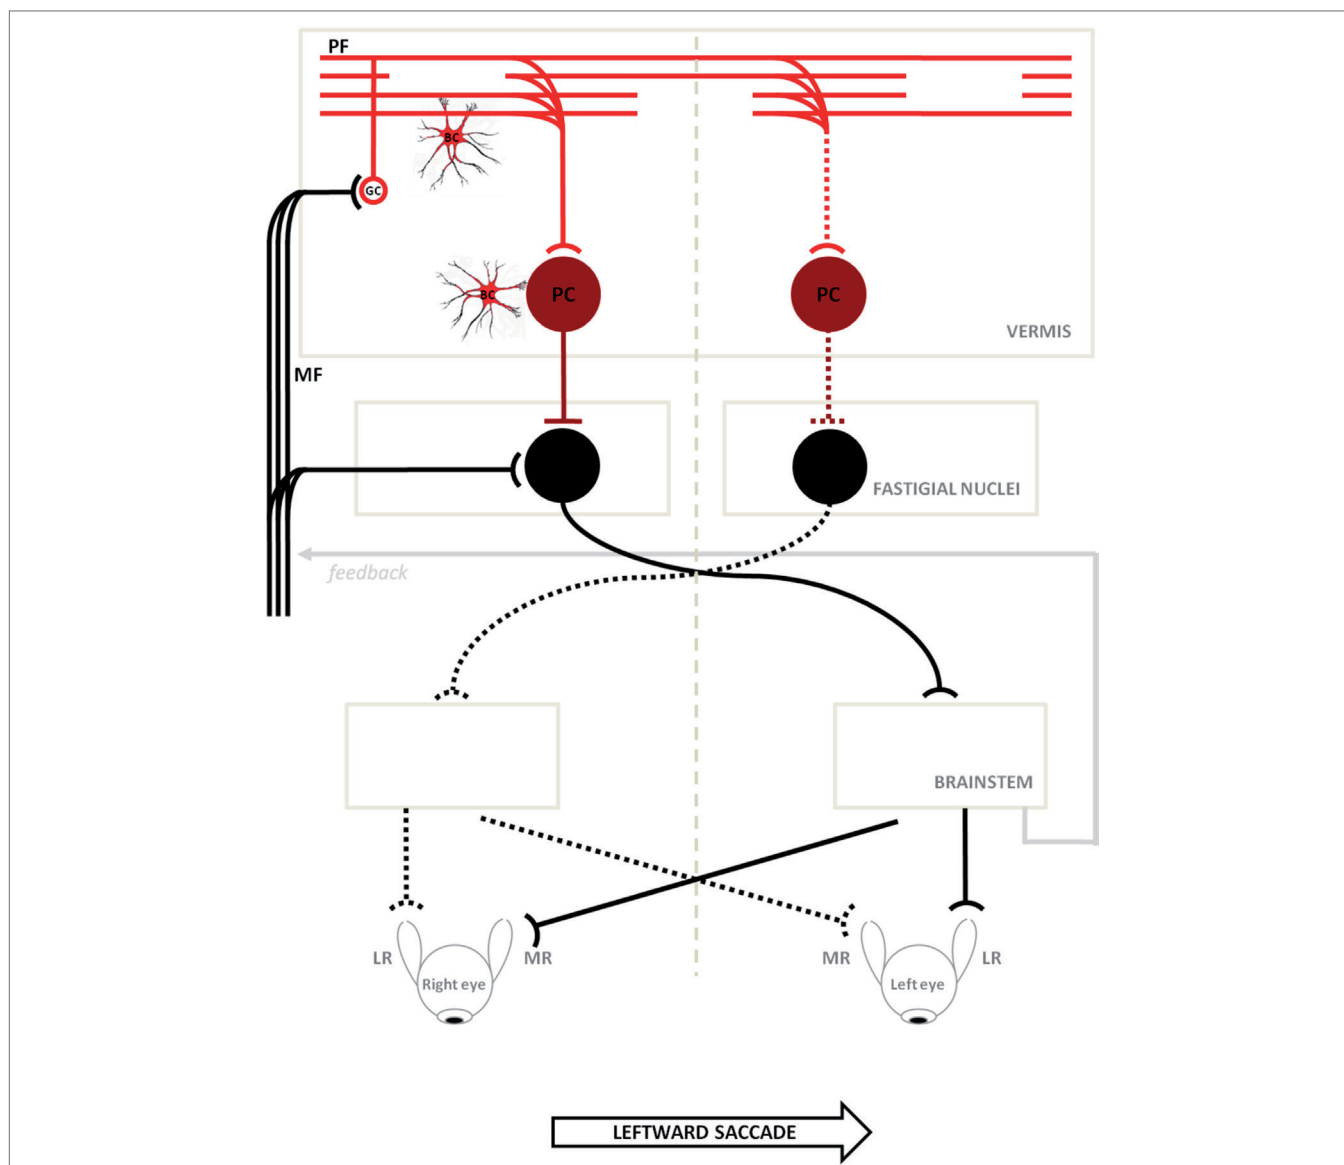 PF
BC
GC
BC
PC
PC
VERMIS
MF
FASTIGIAL NUCLEI
feedback
BRAINSTEM
LR
MR
MR
LR
Right eye
Left eye
LEFTWARD SACCADE